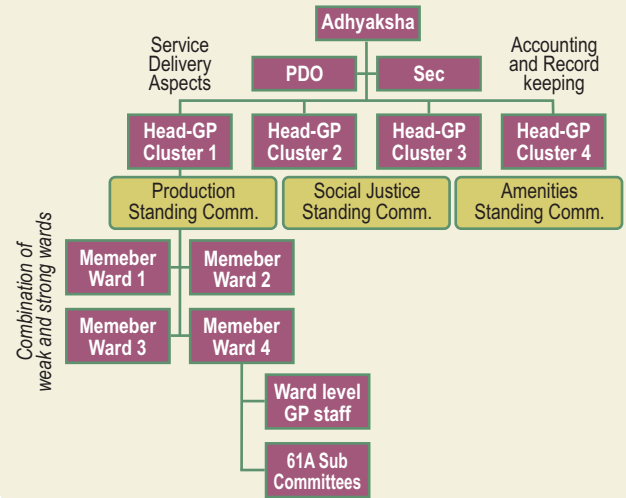 Adhyaksha
Service
Delivery
Aspects
PDO
Sec
Accounting
and Record
keeping
Head-GP
Cluster 1
Head-GP
Cluster 2
Head-GP
Cluster 3
Head-GP
Cluster 4
Production
Standing Comm.
Social Justice
Standing Comm.
Amenities
Standing Comm.
Combination of
weak and strong wards
Memeber
Ward 1
Memeber
Ward 2
Memeber
Ward 3
Memeber
Ward 4
Ward level
GP staff
61A Sub
Committees